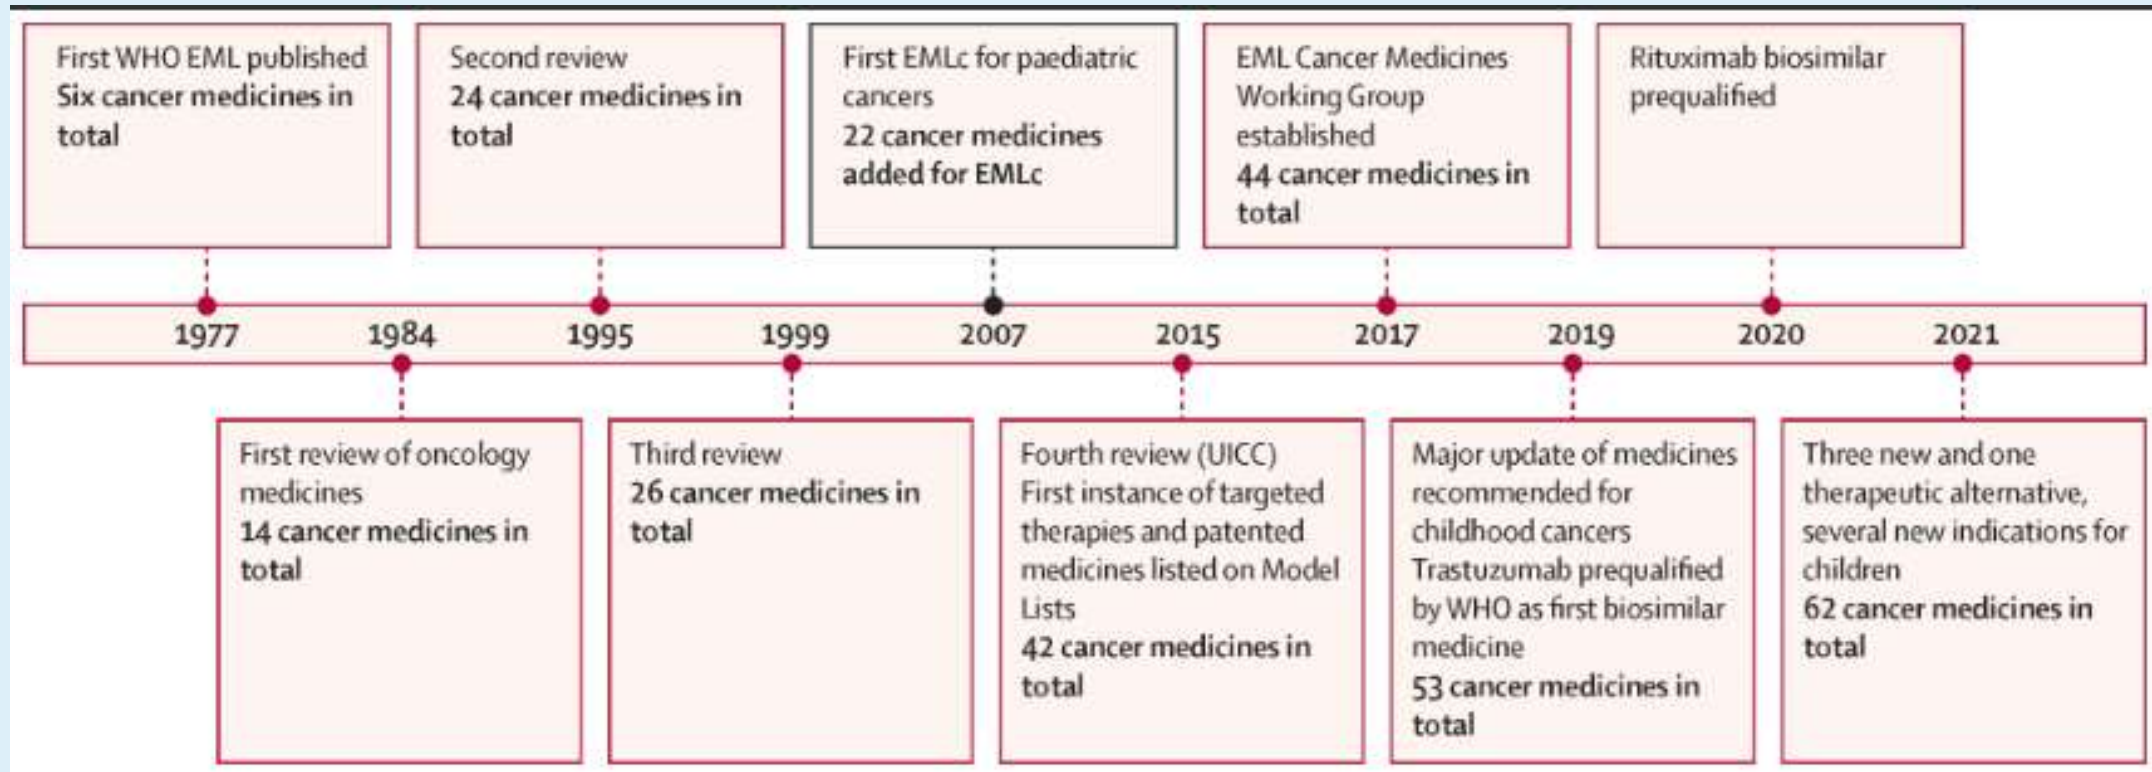 First WHO EML published
Six cancer medicines in
total
Second review
24 cancer medicines in
total
First EMLc for paediatric
cancers
22 cancer medicines
added for EMLc
EML Cancer Medicines
Working Group
established
44 cancer medicines in
total
Rituximab biosimilar
prequalified
1977 1984 1995 1999 2007 2015 2017 2019 2020 2021
First review of oncology
medicines
14 cancer medicines in
total
Third review
26 cancer medicines in
total
Fourth review (UICC)
First instance of targeted
therapies and patented
medicines listed on Model
Lists
42 cancer medicines in
total
Major update of medicines
recommended for
childhood cancers
Trastuzumab prequalified
by WHO as first biosimilar
medicine
53 cancer medicines in
total
Three new and one
therapeutic alternative,
several new indications for
children
62 cancer medicines in
total